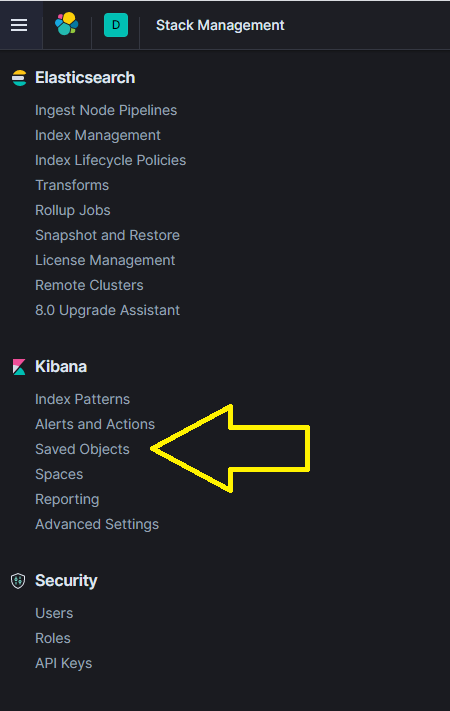 D Stack Management
Elasticsearch
Ingest Node Pipelines
Index Management
Index Lifecycle Policies
Transforms
Rollup Jobs
Snapshot and Restore
License Management
Remote Clusters
8.0 Upgrade Assistant
Kibana
Index Patterns
Alerts and Actions
Saved Objects
Spaces
Reporting
Advanced Settings
Security
Users
Roles
API Keys